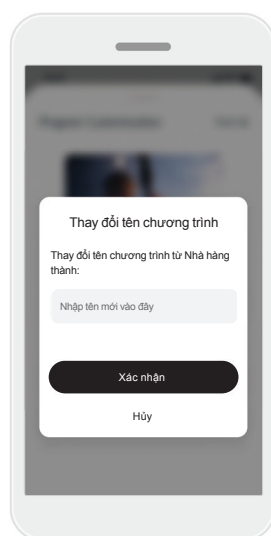 Thay đổi tên chương trình
Thay đổi tên chương trình từ Nhà hàng
thành:
Nhập tên mới vào đây
Xác nhận
Hủy